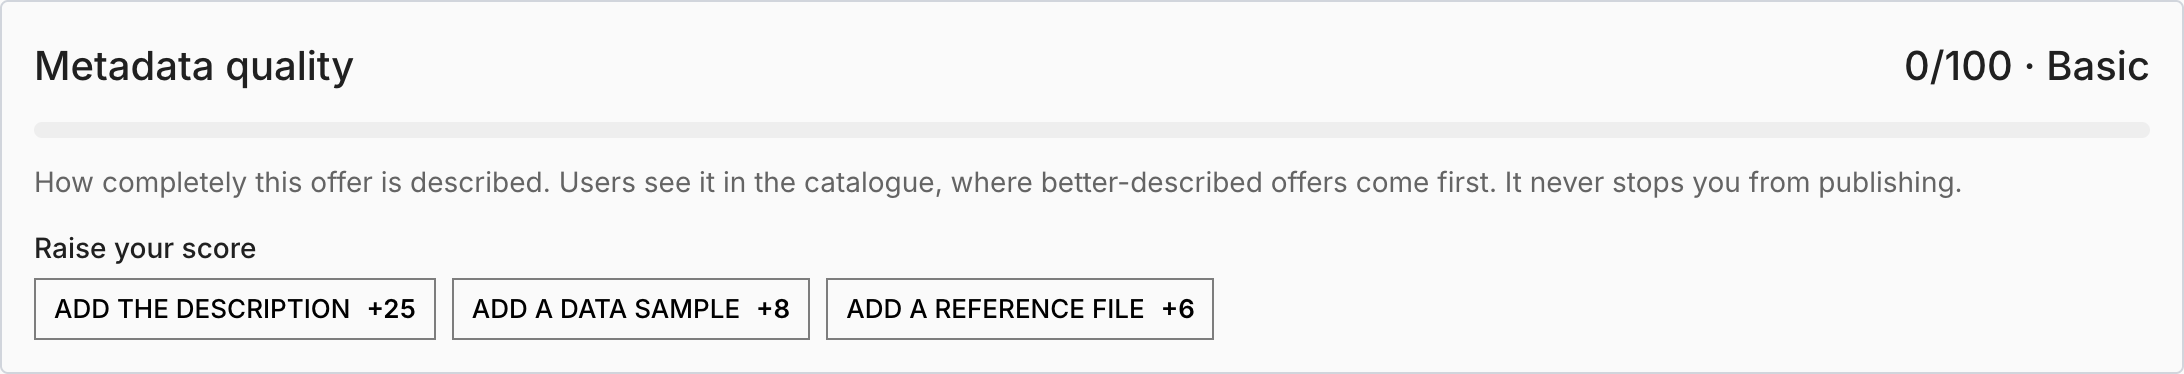 Metadata quality
0/100 · Basic
How completely this offer is described. Users see it in the catalogue, where better-described offers come first. It never stops you from publishing.
Raise your score
ADD THE DESCRIPTION +25
ADD A DATA SAMPLE +8
ADD A REFERENCE FILE +6